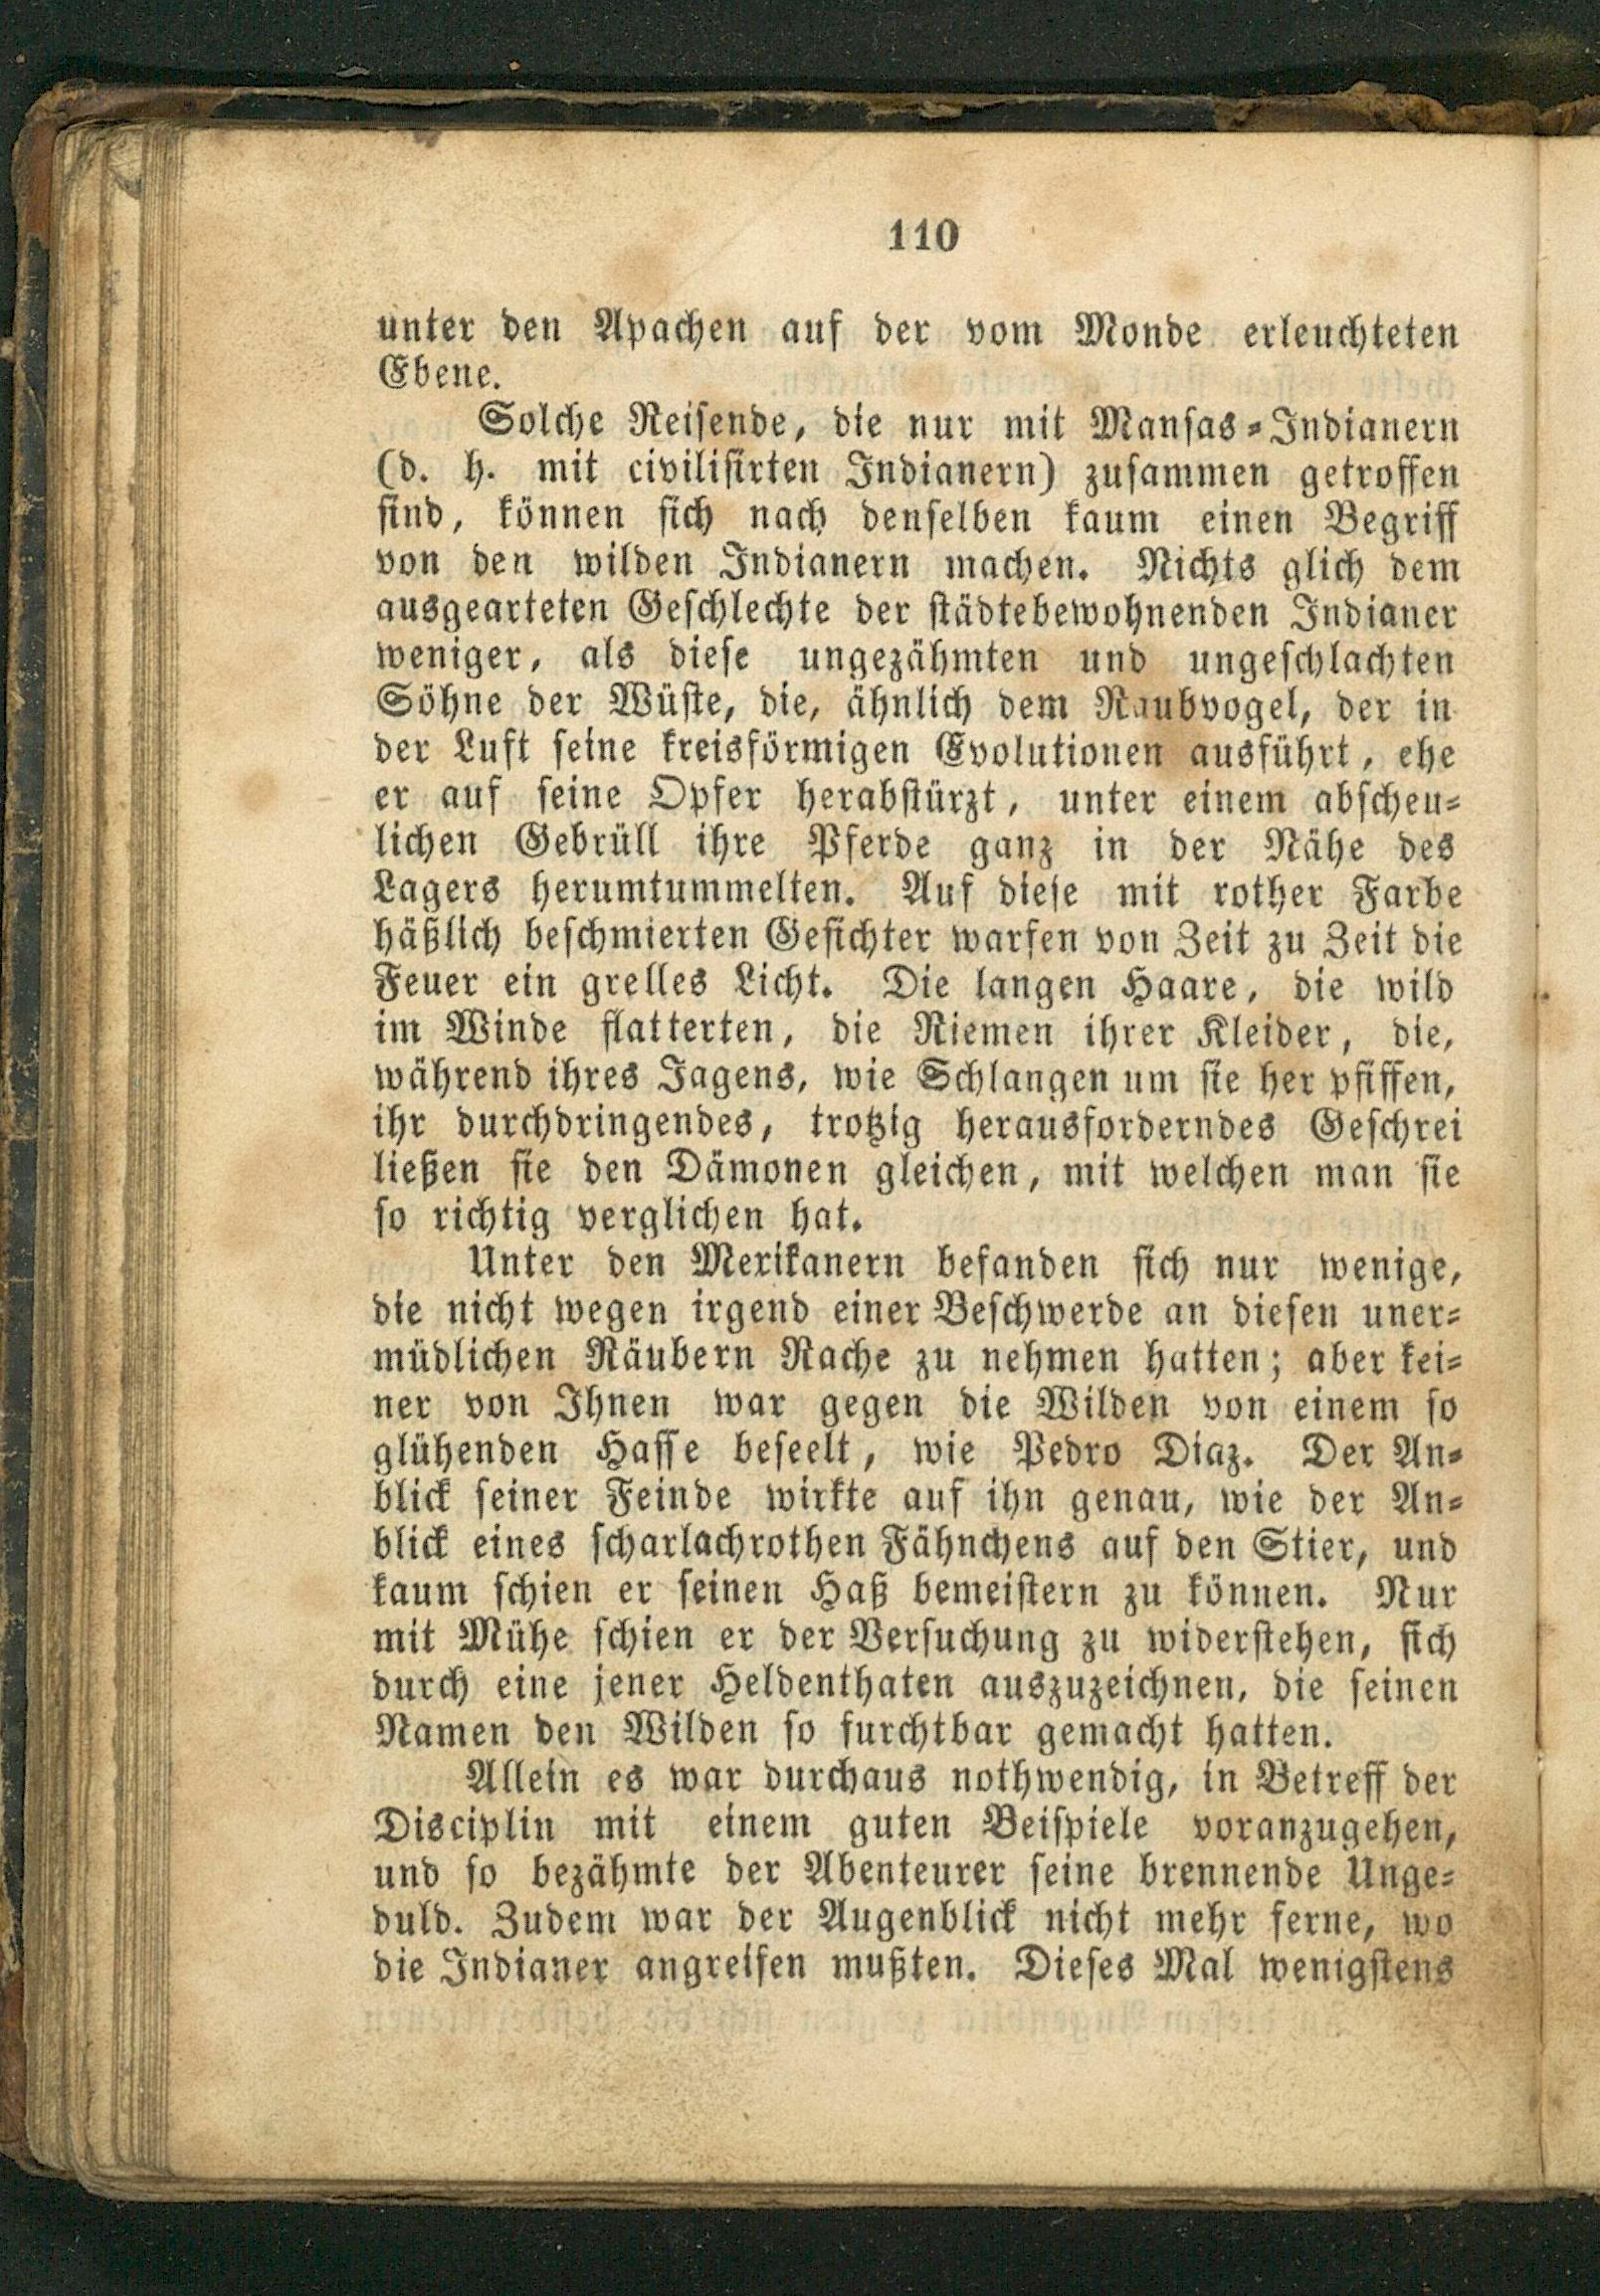 110
unter den Apachen auf der vom Monde erleuchteten
Ebene.
Solche Reisende, die nur mit Mansas-Indianern
(d. h. mit civilisirten Indianern) zusammen getroffen
sind, können sich nach denselben kaum einen Begriff
von den wilden Indianern machen. Nichts glich dem
ausgearteten Geschlechte der städtebewohnenden Indianer
weniger, als diese ungezähmten und ungeschlachten
Söhne der Wüste, die, ähnlich dem Raubvogel, der in
der Luft seine kreisförmigen Evolutionen ausführt, ehe
er auf seine Opfer herabstürzt, unter einem abscheu-
lichen Gebrüll ihre Pferde ganz in der Nähe des
Lagers herumtummelten. Auf diese mit rother Farbe
häßlich beschmierten Gesichter warfen von Zeit zu Zeit die
Feuer ein grelles Licht. Die langen Haare, die wild
im Winde flatterten, die Riemen ihrer Kleider, die,
während ihres Jagens, wie Schlangen um sie her pfiffen,
ihr durchdringendes, trotzig herausforderndes Geschrei
ließen sie den Dämonen gleichen, mit welchen man sie
so richtig verglichen hat.
Unter den Merikanern befanden sich nur wenige,
die nicht wegen irgend einer Beschwerde an diesen uner-
müdlichen Räubern Rache zu nehmen hatten; aber kei-
ner von Ihnen war gegen die Wilden von einem so
glühenden Hasse beseelt, wie Pedro Diaz. Der An-
blick seiner Feinde wirkte auf ihn genau, wie der An-
blick eines scharlachrothen Fähnchens auf den Stier, und
kaum schien er seinen Haß bemeistern zu können. Nur
mit Mühe schien er der Versuchung zu widerstehen, sich
durch eine jener Heldenthaten auszuzeichnen, die seinen
Namen den Wilden so furchtbar gemacht hatten.
Allein es war durchaus nothwendig, in Betreff der
Disciplin mit einem guten Beispiele voranzugehen,
und so bezähmte der Abenteurer seine brennende Unge-
duld. Zudem war der Augenblick nicht mehr ferne, wo
die Indianer angreifen mußten. Dieses Mal wenigstens